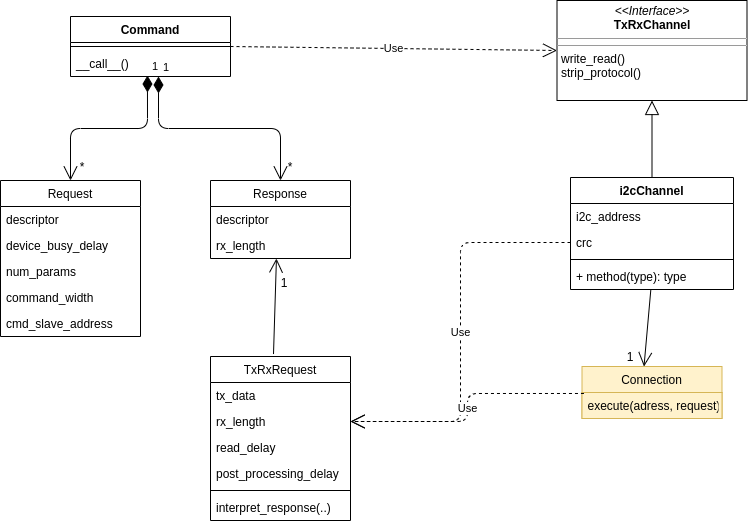 Command
__call__()
1
1
Use
<<Interface>>
TxRxChannel
write_read()
strip_protocol()
*
*
Request
descriptor
device_busy_delay
num_params
command_width
cmd_slave_address
Response
descriptor
rx_length
1
i2cChannel
i2c_address
crc
+ method(type): type
Use
1
TxRxRequest
tx_data
rx_length
read_delay
post_processing_delay
interpret_response(..)
Connection
execute(adress, request)
Use